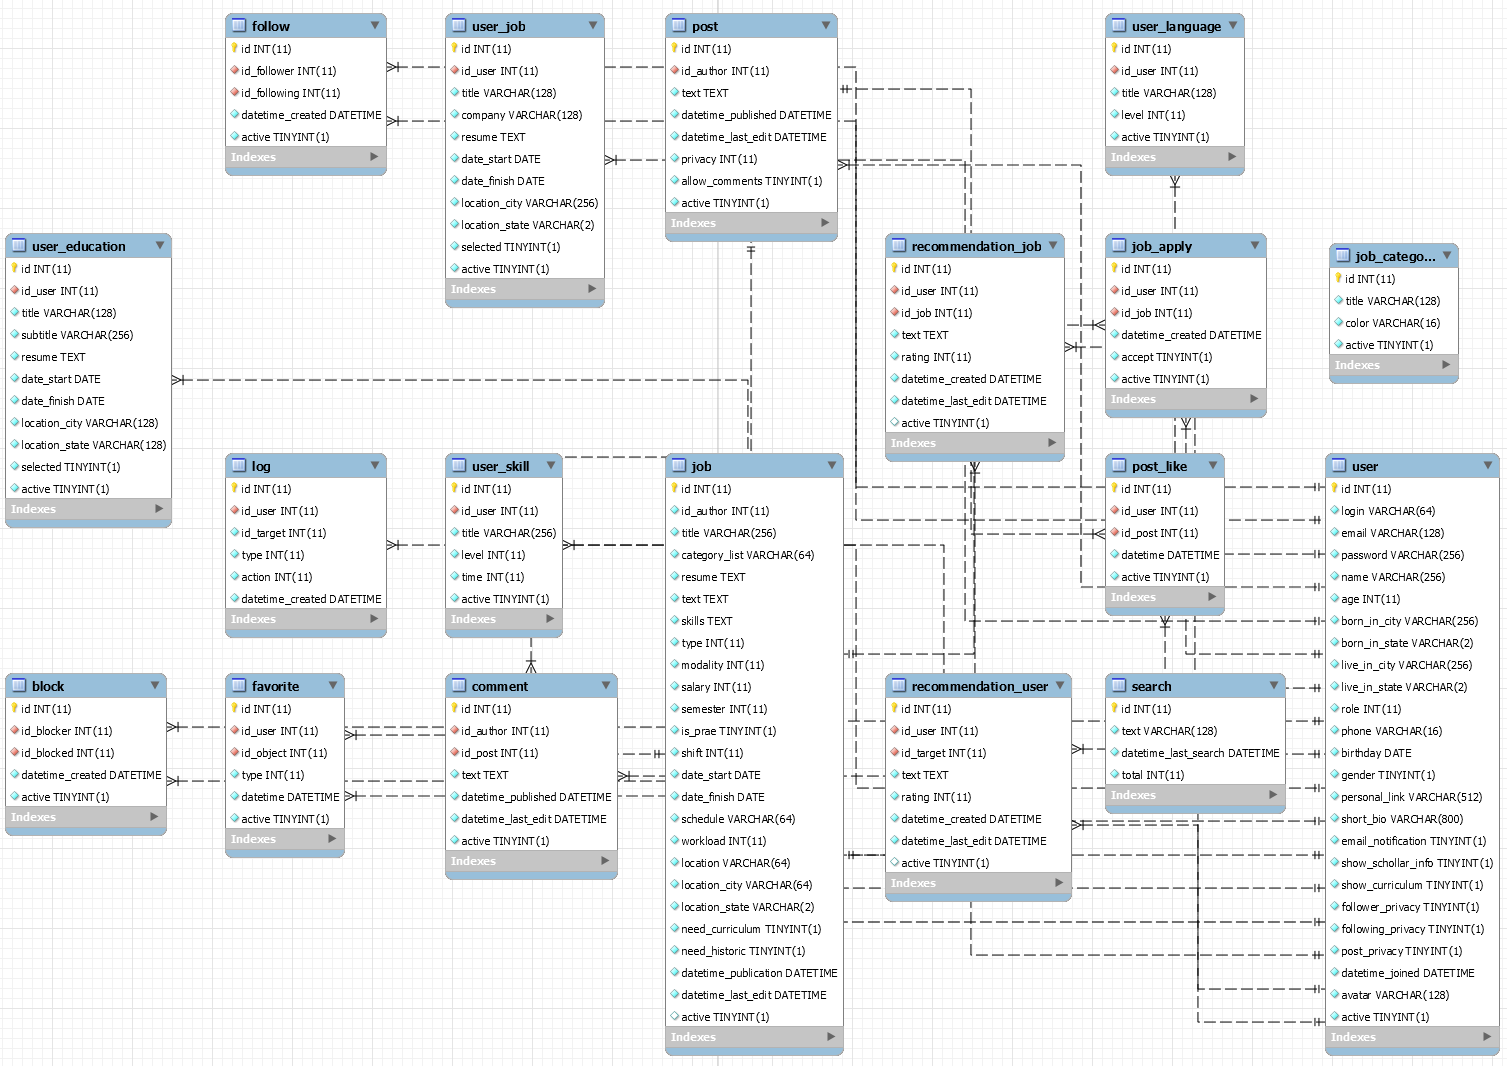 follow
id INT(11)
id_follower INT(11)
id_following INT(11)
datetime_created DATETIME
active TINYINT(1)
Indexes
user_job
id INT(11)
id_user INT(11)
title VARCHAR(128)
company VARCHAR(128)
resume TEXT
date_start DATE
date_finish DATE
location_city VARCHAR(256)
location_state VARCHAR(2)
selected TINYINT(1)
active TINYINT(1)
Indexes
post
id INT(11)
id_author INT(11)
text TEXT
datetime_published DATETIME
datetime_last_edit DATETIME
privacy INT(11)
allow_comments TINYINT(1)
active TINYINT(1)
Indexes
user_language
id INT(11)
id_user INT(11)
title VARCHAR(128)
level INT(11)
active TINYINT(1)
Indexes
user_education
id INT(11)
id_user INT(11)
title VARCHAR(128)
subtitle VARCHAR(256)
resume TEXT
date_start DATE
date_finish DATE
location_city VARCHAR(128)
location_state VARCHAR(128)
selected TINYINT(1)
active TINYINT(1)
Indexes
recommendation_job
id INT(11)
id_user INT(11)
id_job INT(11)
text TEXT
rating INT(11)
datetime_created DATETIME
datetime_last_edit DATETIME
active TINYINT(1)
Indexes
job_apply
id INT(11)
id_user INT(11)
id_job INT(11)
datetime_created DATETIME
accept TINYINT(1)
active TINYINT(1)
Indexes
job_catego...
id INT(11)
title VARCHAR(128)
color VARCHAR(16)
active TINYINT(1)
Indexes
log
id INT(11)
id_user INT(11)
id_target INT(11)
type INT(11)
action INT(11)
datetime_created DATETIME
Indexes
user_skill
id INT(11)
id_user INT(11)
title VARCHAR(256)
level INT(11)
time INT(11)
active TINYINT(1)
Indexes
job
id INT(11)
id_author INT(11)
title VARCHAR(256)
category_list VARCHAR(64)
resume TEXT
text TEXT
skills TEXT
type INT(11)
modality INT(11)
salary INT(11)
semester INT(11)
is_prae TINYINT(1)
shift INT(11)
date_start DATE
date_finish DATE
schedule VARCHAR(64)
workload INT(11)
location VARCHAR(64)
location_city VARCHAR(64)
location_state VARCHAR(2)
need_curriculum TINYINT(1)
need_historic TINYINT(1)
datetime_publication DATETIME
datetime_last_edit DATETIME
active TINYINT(1)
Indexes
post_like
id INT(11)
id_user INT(11)
id_post INT(11)
datetime DATETIME
active TINYINT(1)
Indexes
user
id INT(11)
login VARCHAR(64)
email VARCHAR(128)
password VARCHAR(256)
name VARCHAR(256)
age INT(11)
born_in_city VARCHAR(256)
born_in_state VARCHAR(2)
live_in_city VARCHAR(256)
live_in_state VARCHAR(2)
role INT(11)
phone VARCHAR(16)
birthday DATE
gender TINYINT(1)
personal_link VARCHAR(512)
short_bio VARCHAR(800)
email_notification TINYINT(1)
show_schollar_info TINYINT(1)
show_curriculum TINYINT(1)
follower_privacy TINYINT(1)
following_privacy TINYINT(1)
post_privacy TINYINT(1)
datetime_joined DATETIME
avatar VARCHAR(128)
active TINYINT(1)
Indexes
block
id INT(11)
id_blocker INT(11)
id_blocked INT(11)
datetime_created DATETIME
active TINYINT(1)
Indexes
favorite
id INT(11)
id_user INT(11)
id_object INT(11)
type INT(11)
datetime DATETIME
active TINYINT(1)
Indexes
comment
id INT(11)
id_author INT(11)
id_post INT(11)
text TEXT
datetime_published DATETIME
datetime_last_edit DATETIME
active TINYINT(1)
Indexes
recommendation_user
id INT(11)
id_user INT(11)
id_target INT(11)
text TEXT
rating INT(11)
datetime_created DATETIME
datetime_last_edit DATETIME
active TINYINT(1)
Indexes
search
id INT(11)
text VARCHAR(128)
datetime_last_search DATETIME
total INT(11)
Indexes